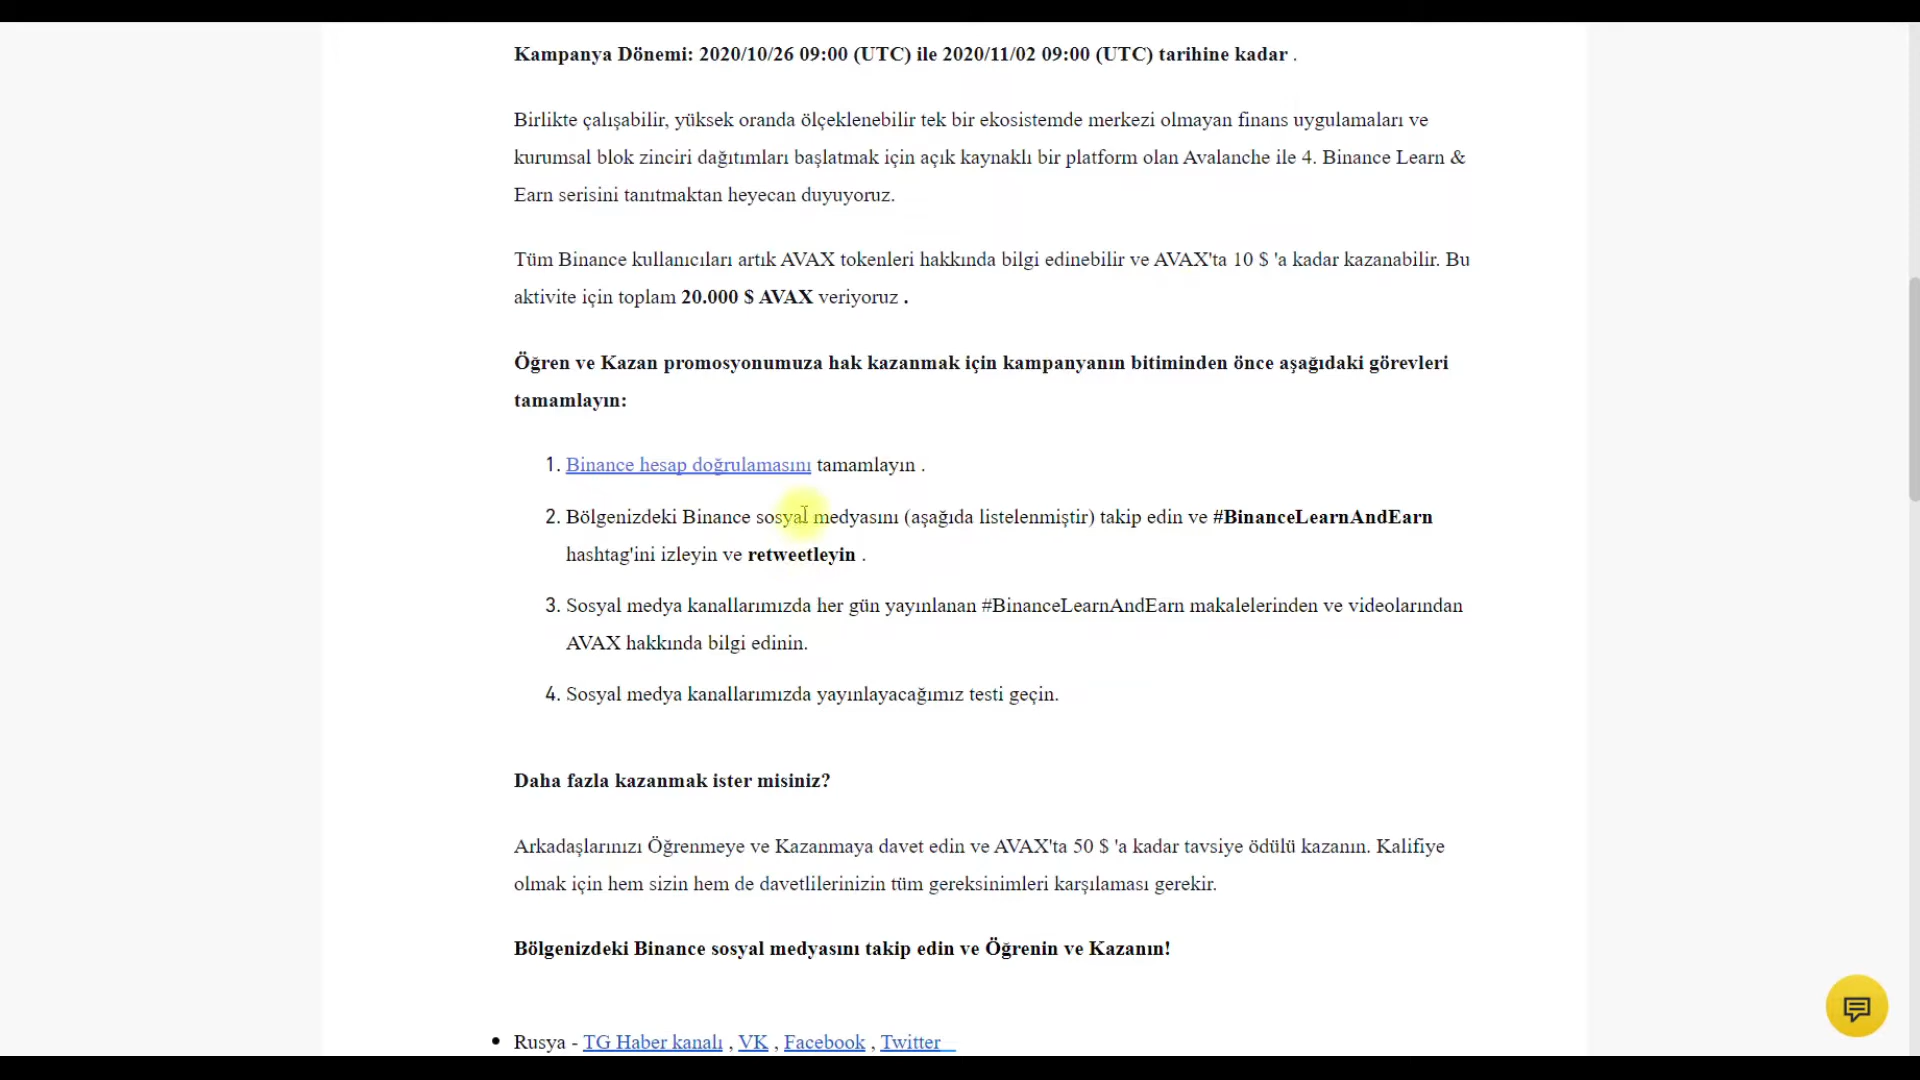 Kampanya Dönemi: 2020/10/26 09:00 (UTC) ile 2020/11/02 09:00 (UTC) tarihine kadar .
Birlikte çalışabilir, yüksek oranda ölçeklenebilir tek bir ekosistemde merkezi olmayan finans uygulamaları ve
kurumsal blok zinciri dağıtımları başlatmak için açık kaynaklı bir platform olan Avalanche ile 4. Binance Learn &
Earn serisini tanıtmaktan heyecan duyuyoruz.
Tüm Binance kullanıcıları artık AVAX tokenleri hakkında bilgi edinebilir ve AVAX'ta 10 $ 'a kadar kazanabilir. Bu
aktivite için toplam 20.000 $ AVAX veriyoruz .
Öğren ve Kazan promosyonumuza hak kazanmak için kampanyanın bitiminden önce aşağıdaki görevleri
tamamlayın:
1. Binance hesap doğrulamasını tamamlayın .
2. Bölgenizdeki Binance sosyal medyasını (aşağıda listelenmiştir) takip edin ve #BinanceLearnAndEarn
hashtag'ini izleyin ve retweetleyin .
3. Sosyal medya kanallarımızda her gün yayınlanan #BinanceLearnAndEarn makalelerinden ve videolarından
AVAX hakkında bilgi edinin.
4. Sosyal medya kanallarımızda yayınlayacağımız testi geçin.
Daha fazla kazanmak ister misiniz?
Arkadaşlarınızı Öğrenmeye ve Kazanmaya davet edin ve AVAX'ta 50 $ 'a kadar tavsiye ödülü kazanın. Kalifiye
olmak için hem sizin hem de davetlilerinizin tüm gereksinimleri karşılaması gerekir.
Bölgenizdeki Binance sosyal medyasını takip edin ve Öğrenin ve Kazanın!
• Rusya - TG Haber kanalı , VK , Facebook , Twitter